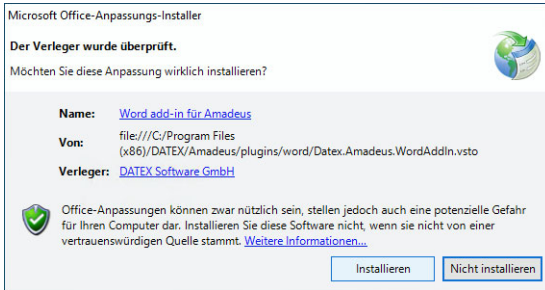 Microsoft Office-Anpassungs-Installer
Der Verleger wurde überprüft.
Möchten Sie diese Anpassung wirklich installieren?
Name: Word add-in für Amadeus
Von: file:///C:/Program Files
(x86)/DATEX/Amadeus/plugins/word/Datex.Amadeus.WordAddIn.vsto
Verleger: DATEX Software GmbH
Office-Anpassungen können zwar nützlich sein, stellen jedoch auch eine potenzielle Gefahr
für Ihren Computer dar. Installieren Sie diese Software nicht, wenn sie nicht von einer
vertrauenswürdigen Quelle stammt. Weitere Informationen...
Installieren Nicht installieren